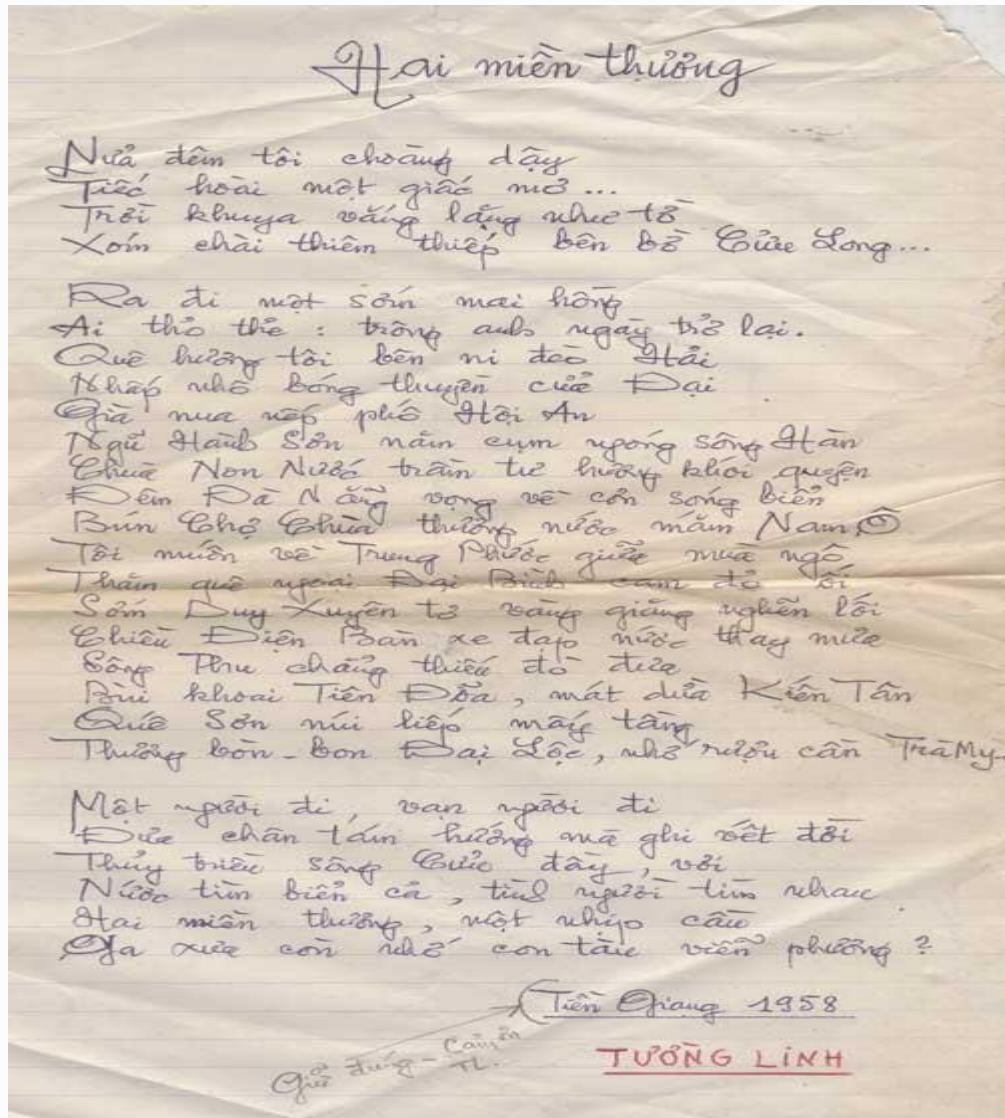 Hai miền thương
Nửa đêm tôi choàng dậy
Tiếc hoài một giấc mơ ...
Trời khuya vắng lặng như tờ
Xóm chài thiêm thiếp bên bờ Cửu Long ...
Ra đi một sớm mai hồng
Ai thỏ thẻ : trông anh ngày trở lại.
Quê hương tôi bên ni đèo Hải
Nhấp nhô bóng thuyền cửa Đại
Già nua nếp phố Hội An
Ngũ Hành Sơn năm cụm ngóng sông Hàn
Chùa Non Nước trầm tư hương khói quyện
Đêm Đà Nẵng vọng về cơn sóng biển
Bún Chợ Chùa thương nước mắm Nam Ô
Tôi muốn về Trung Phước giữa mùa ngô
Thăm quê ngoại Đại Bình cam đỏ ối
Sớm Duy Xuyên tơ vàng giăng nghẽn lối
Chiều Điện Bàn xe đạp nước thay mưa
Sông Thu chẳng thiếu đò đưa
Bùi khoai Tiên Đỏa, mát dừa Kiến Tân
Quế Sơn núi liếp mấy tầng
Thương bòn-bon Đại Lộc, nhớ rượu cần Trà My..
Một người đi, vạn người đi
Đưa chân tám hướng mà ghi vết đời
Thủy triều sông Cửu đầy, vơi
Nước tìm biển cả, tình người tìm nhau
Hai miền thương, một nhịp cầu
Ga xưa còn nhớ con tàu viễn phương ?
Tiền Giang 1958
Giữ đúng - Cảm ơn
TL.
TƯỜNG LINH